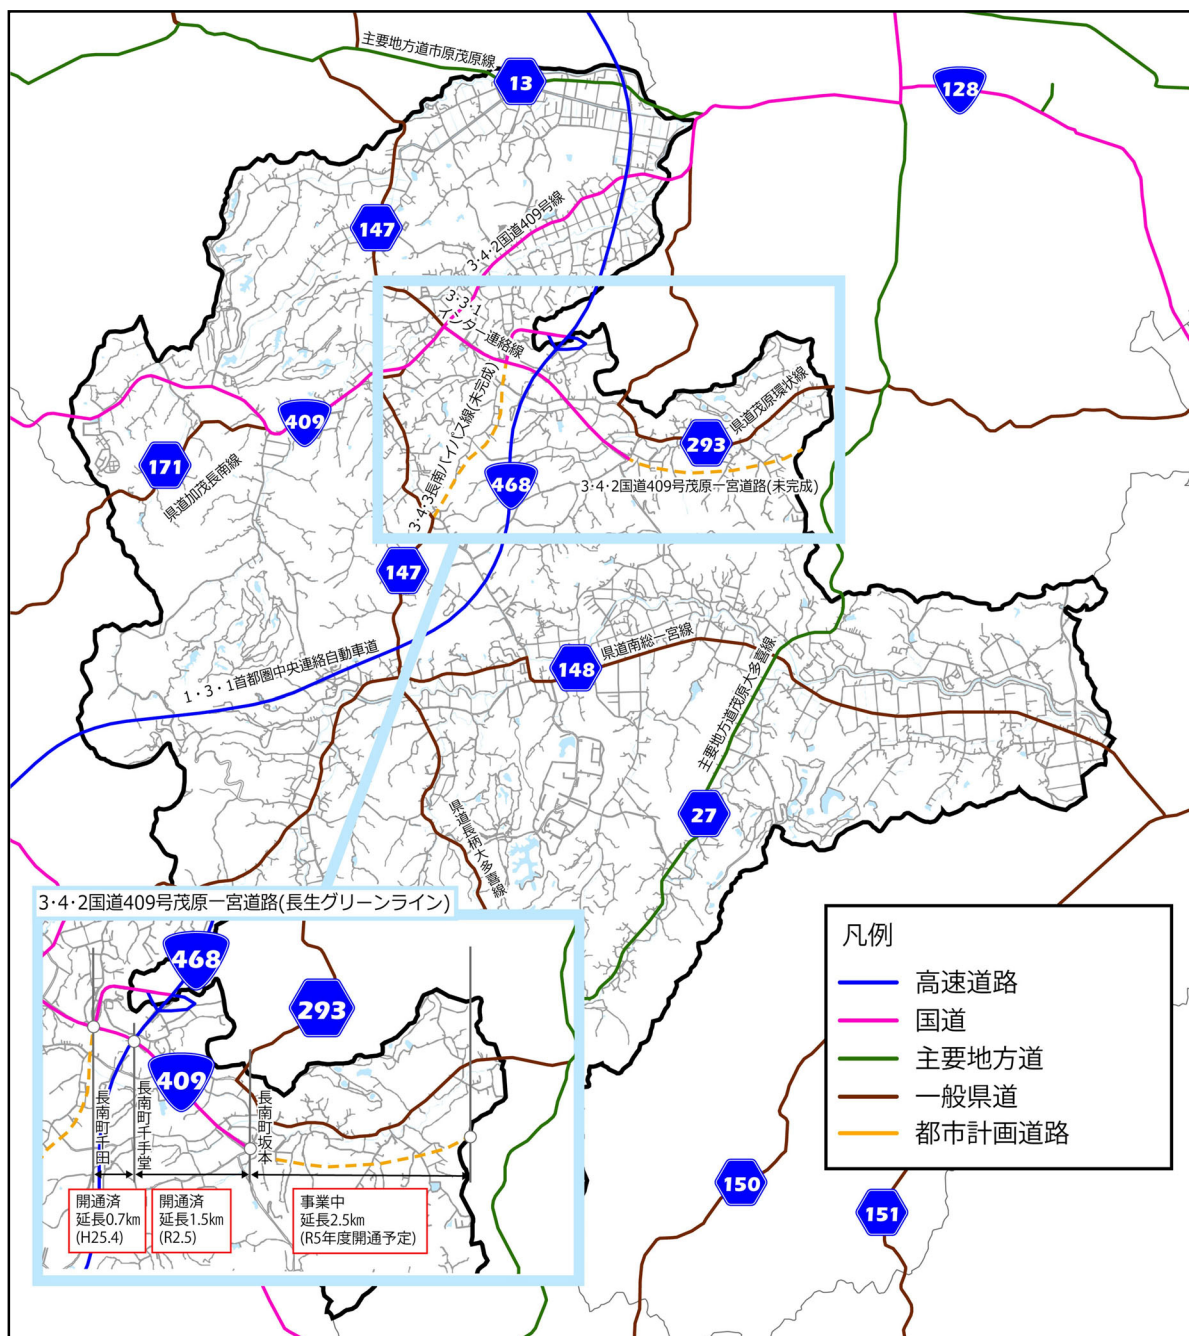 主要地方道市原茂原線
13
128
147
3･4･2国道409号線
3･3･1
インター連絡線
409
171
県道加茂長南線
3･4･3長南バイパス線(未完成)
県道茂原環状線
293
468
3･4･2国道409号茂原一宮道路(未完成)
147
1・3・1首都圏中央連絡自動車道
148
県道南総一宮線
主要地方道茂原大多喜線
27
県道長柄大多喜線
3･4･2国道409号茂原一宮道路(長生グリーンライン)
468
293
409
長南町千田
長南町千手堂
長南町坂本
開通済
延長0.7㎞
(H25.4)
開通済
延長1.5㎞
(R2.5)
事業中
延長2.5㎞
(R5年度開通予定)
凡例
高速道路
国道
主要地方道
一般県道
都市計画道路
150
151